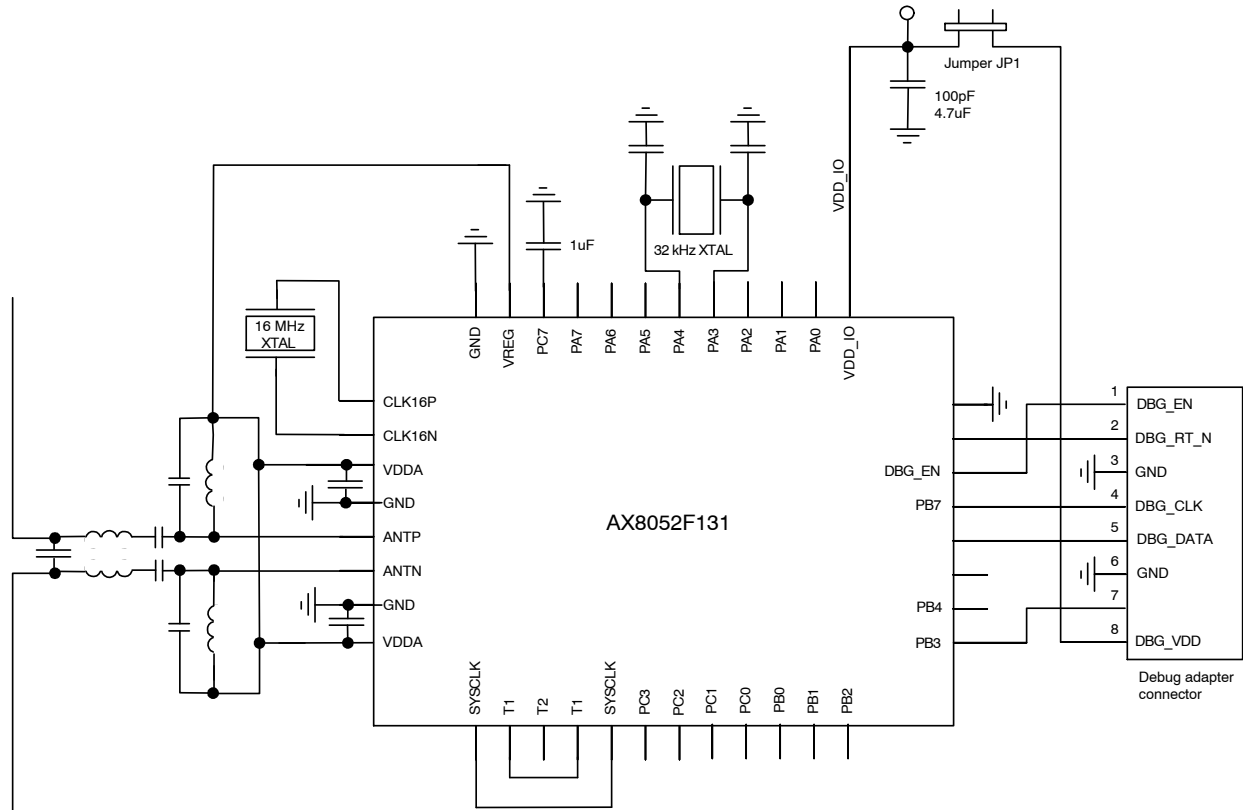 Jumper JP1
100pF
4.7uF
VDD_IO
1uF
32 kHz XTAL
16 MHz
XTAL
GND
VREG
PC7
PA7
PA6
PA5
PA4
PA3
PA2
PA1
PA0
VDD_IO
CLK16P
CLK16N
VDDA
GND
ANTP
ANTN
GND
VDDA
AX8052F131
DBG_EN
PB7
PB4
PB3
1
DBG_EN
2
DBG_RT_N
3
GND
4
DBG_CLK
5
DBG_DATA
6
GND
7
8
DBG_VDD
Debug adapter
connector
SYSCLK
T1
T2
T1
SYSCLK
PC3
PC2
PC1
PC0
PB0
PB1
PB2